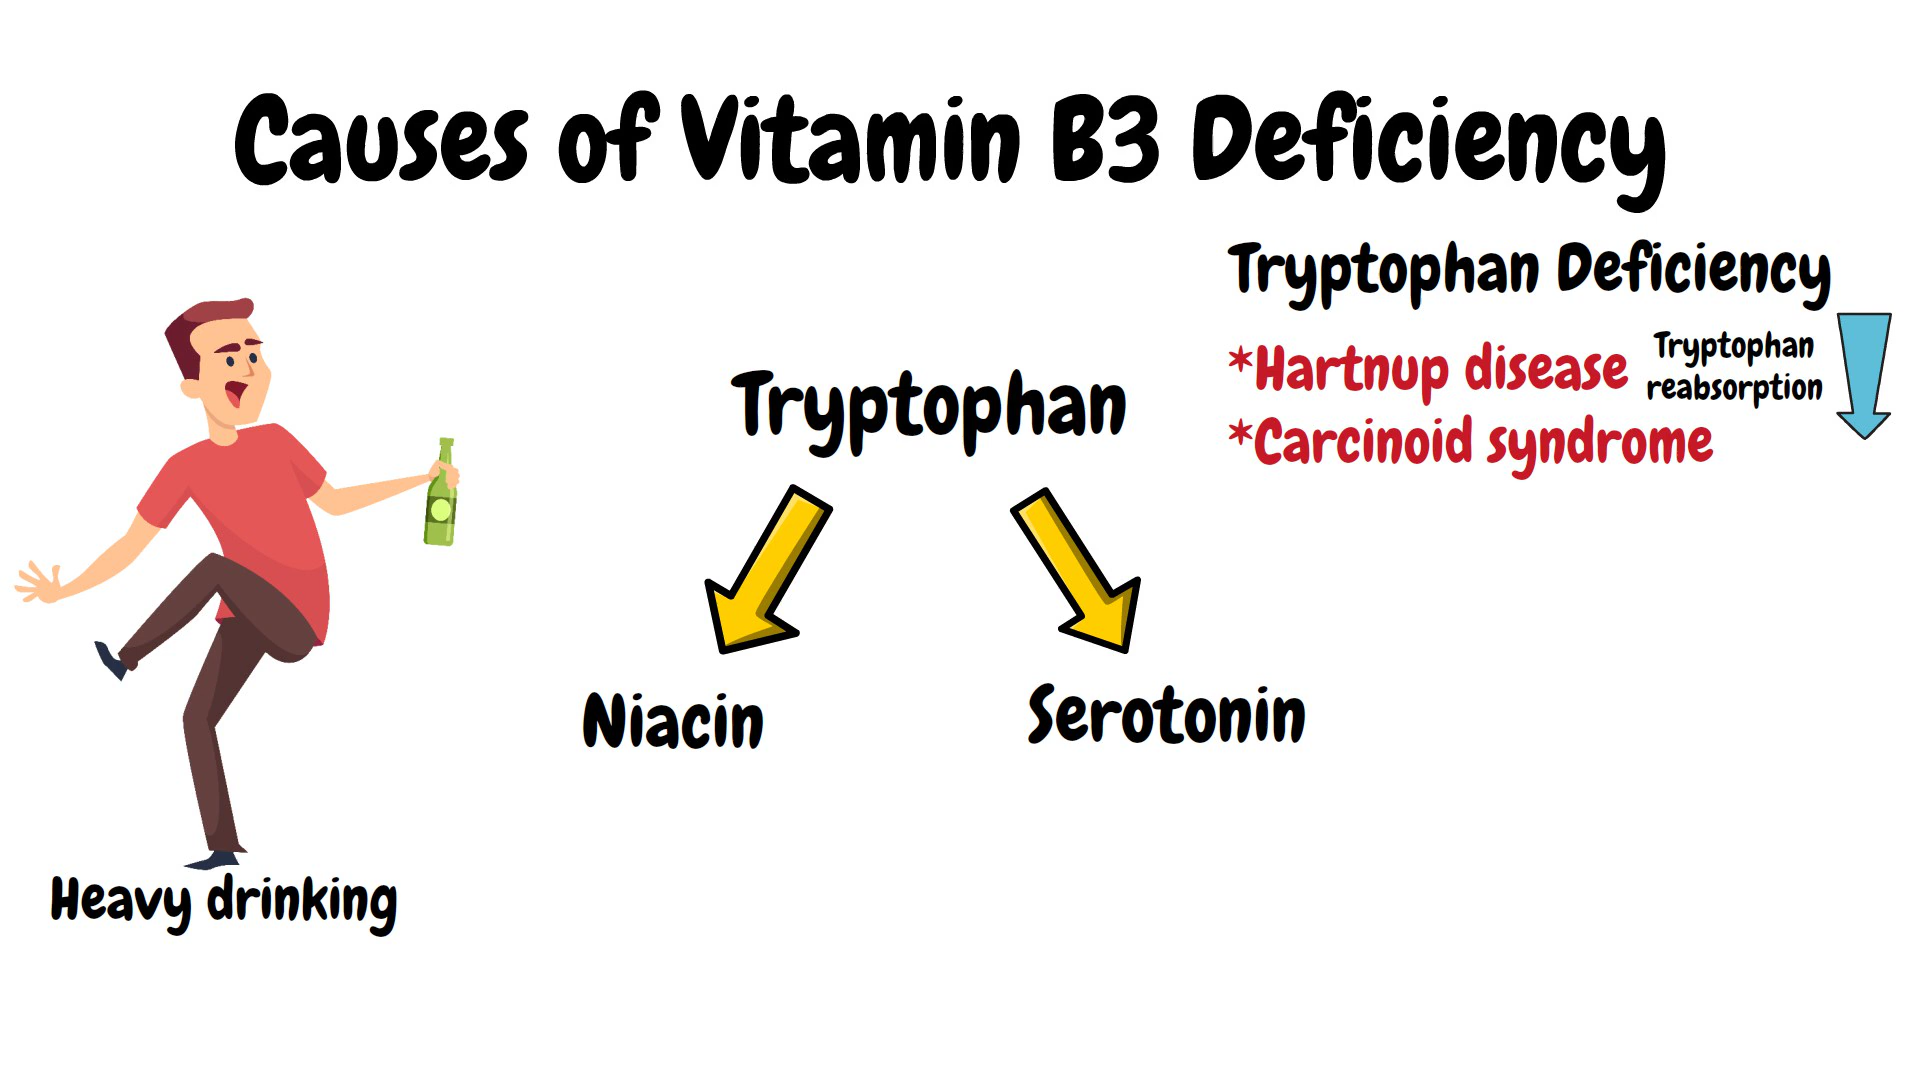 Causes of Vitamin B3 Deficiency
Tryptophan Deficiency
*Hartnup disease
Tryptophan
reabsorption
*Carcinoid syndrome
Tryptophan
Niacin
Serotonin
Heavy drinking